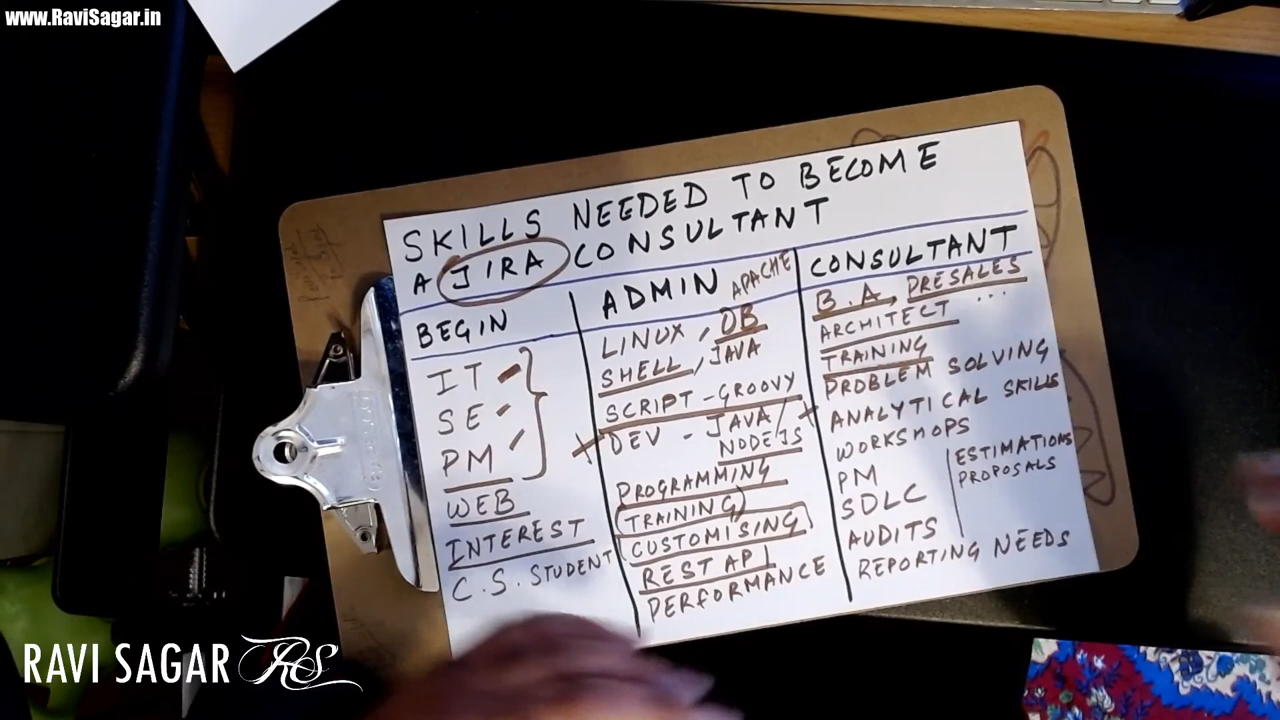 www.RaviSagar.in
SKILLS NEEDED TO BECOME
A JIRA CONSULTANT
BEGIN
IT
SE
PM
WEB
INTEREST
C.S. STUDENT
ADMIN APACHE
LINUX, DB
SHELL, JAVA
SCRIPT-GROOVY
DEV - JAVA/
NODEJS
PROGRAMMING
TRAINING
CUSTOMISING
REST API
PERFORMANCE
CONSULTANT
B.A, PRESALES
ARCHITECT ...
TRAINING
PROBLEM SOLVING
ANALYTICAL SKILLS
WORKSHOPS
PM
SDLC
ESTIMATIONS
PROPOSALS
AUDITS
REPORTING NEEDS
RAVI SAGAR RS